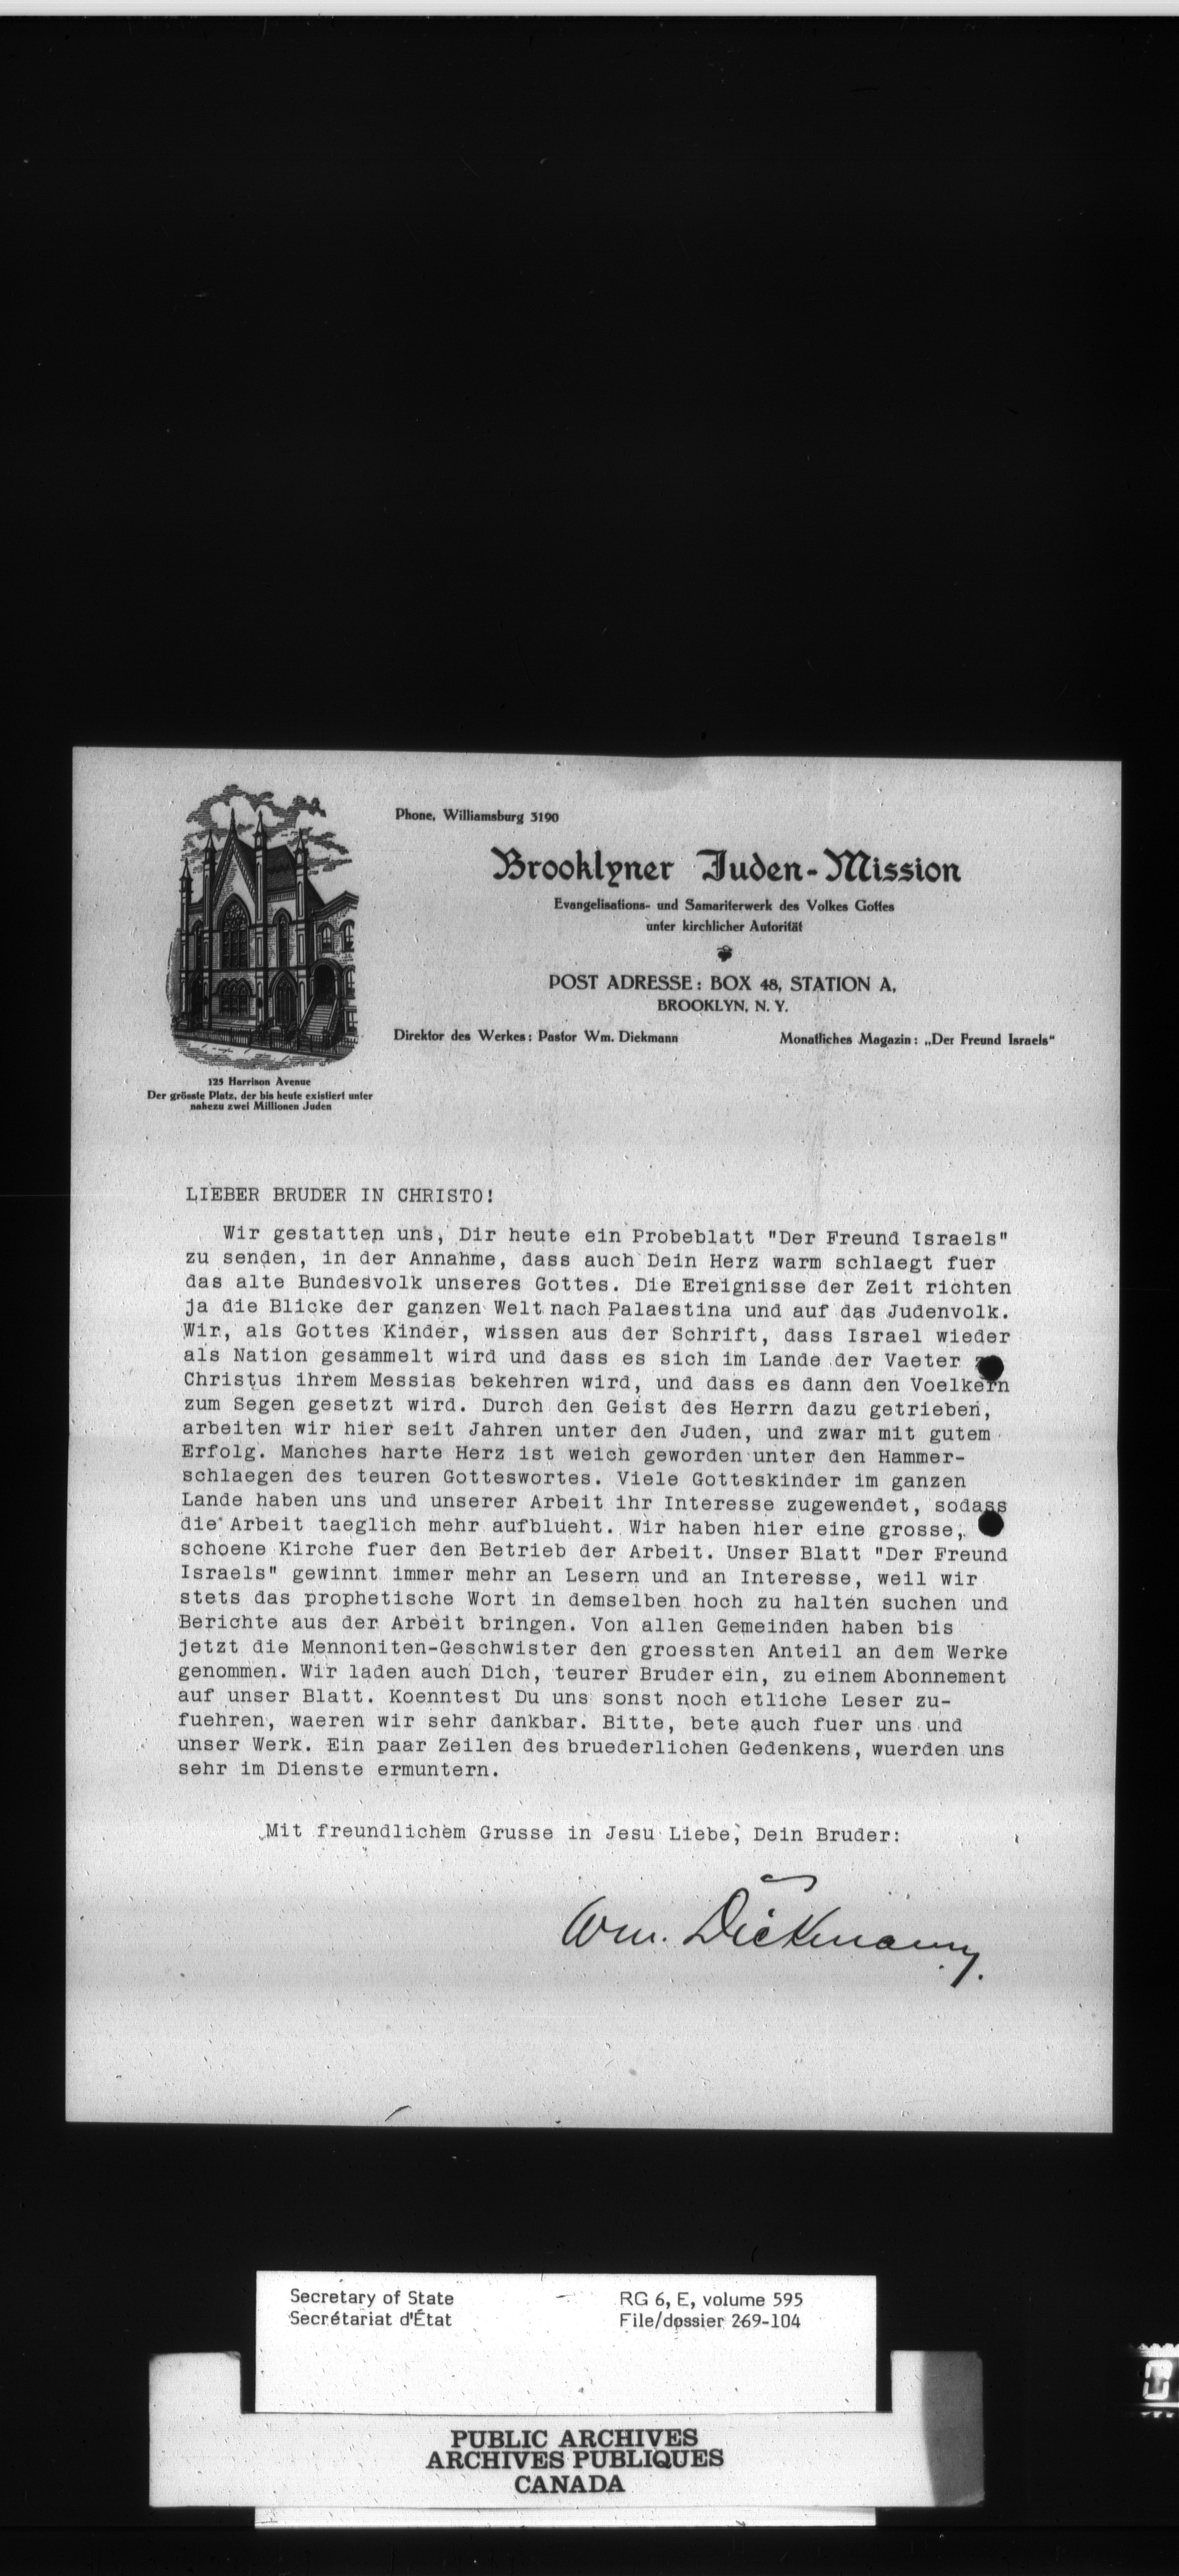 Phone, Williamsburg 3190
Brooklyner Juden-Mission
Evangelisations- und Samariterwerk des Volkes Gottes
unter kirchlicher Autorität
POST ADRESSE: BOX 48, STATION A,
BROOKLYN, N. Y.
Direktor des Werkes: Pastor Wm. Diekmann
Monatliches Magazin: „Der Freund Israels“
125 Harrison Avenue
Der grösste Platz, der bis heute existiert unter
nahezu zwei Millionen Juden
LIEBER BRUDER IN CHRISTO!
Wir gestatten uns, Dir heute ein Probeblatt "Der Freund Israels"
zu senden, in der Annahme, dass auch Dein Herz warm schlaegt fuer
das alte Bundesvolk unseres Gottes. Die Ereignisse der Zeit richten
ja die Blicke der ganzen Welt nach Palaestina und auf das Judenvolk.
Wir, als Gottes Kinder, wissen aus der Schrift, dass Israel wieder
als Nation gesammelt wird und dass es sich im Lande der Vaeter
Christus ihrem Messias bekehren wird, und dass es dann den Voelkern
zum Segen gesetzt wird. Durch den Geist des Herrn dazu getrieben,
arbeiten wir hier seit Jahren unter den Juden, und zwar mit gutem
Erfolg. Manches harte Herz ist weich geworden unter den Hammer-
schlaegen des teuren Gotteswortes. Viele Gotteskinder im ganzen
Lande haben uns und unserer Arbeit ihr Interesse zugewendet, sodass
die Arbeit taeglich mehr aufblueht. Wir haben hier eine grosse,
schoene Kirche fuer den Betrieb der Arbeit. Unser Blatt "Der Freund
Israels" gewinnt immer mehr an Lesern und an Interesse, weil wir
stets das prophetische Wort in demselben hoch zu halten suchen und
Berichte aus der Arbeit bringen. Von allen Gemeinden haben bis
jetzt die Mennoniten-Geschwister den groessten Anteil an dem Werke
genommen. Wir laden auch Dich, teurer Bruder ein, zu einem Abonnement
auf unser Blatt. Koenntest Du uns sonst noch etliche Leser zu-
fuehren, waeren wir sehr dankbar. Bitte, bete auch fuer uns und
unser Werk. Ein paar Zeilen des bruederlichen Gedenkens, wuerden uns
sehr im Dienste ermuntern.
Mit freundlichem Grusse in Jesu Liebe, Dein Bruder:
Wm. Diekmann.
Secretary of State
Secrétariat d'État
RG 6, E, volume 595
File/dossier 269-104
PUBLIC ARCHIVES
ARCHIVES PUBLIQUES
CANADA